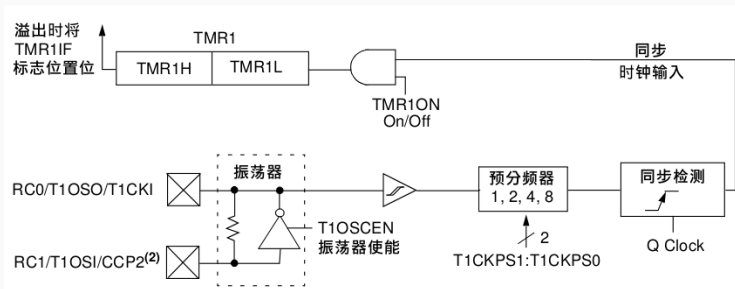 溢出时将
TMR1IF
标志位置位
TMR1
TMR1H
TMR1L
TMR1ON
On/Off
同步
时钟输入
RC0/T1OSO/T1CKI
振荡器
T1OSCEN
振荡器使能
RC1/T1OSI/CCP2(2)
预分频器
1, 2, 4, 8
2
T1CKPS1:T1CKPS0
同步检测
Q Clock